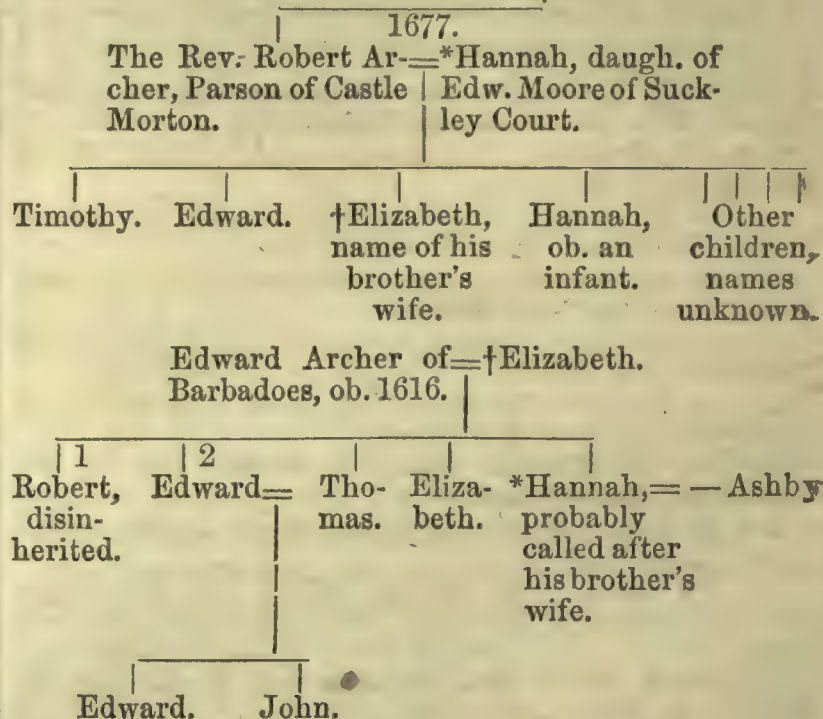 1677.
The Rev. Robert Ar-=*Hannah, daugh. of
cher, Parson of Castle Edw. Moore of Suck-
Morton. ley Court.
Timothy. Edward. †Elizabeth, Hannah, Other
name of his ob. an children,
brother's infant. names
wife. unknown.
Edward Archer of=†Elizabeth.
Barbadoes, ob. 1616.
1 2
Robert, Edward= Tho- Eliza- *Hannah,= — Ashby
disin- mas. beth. probably
herited. called after
his brother's
wife.
Edward. John.